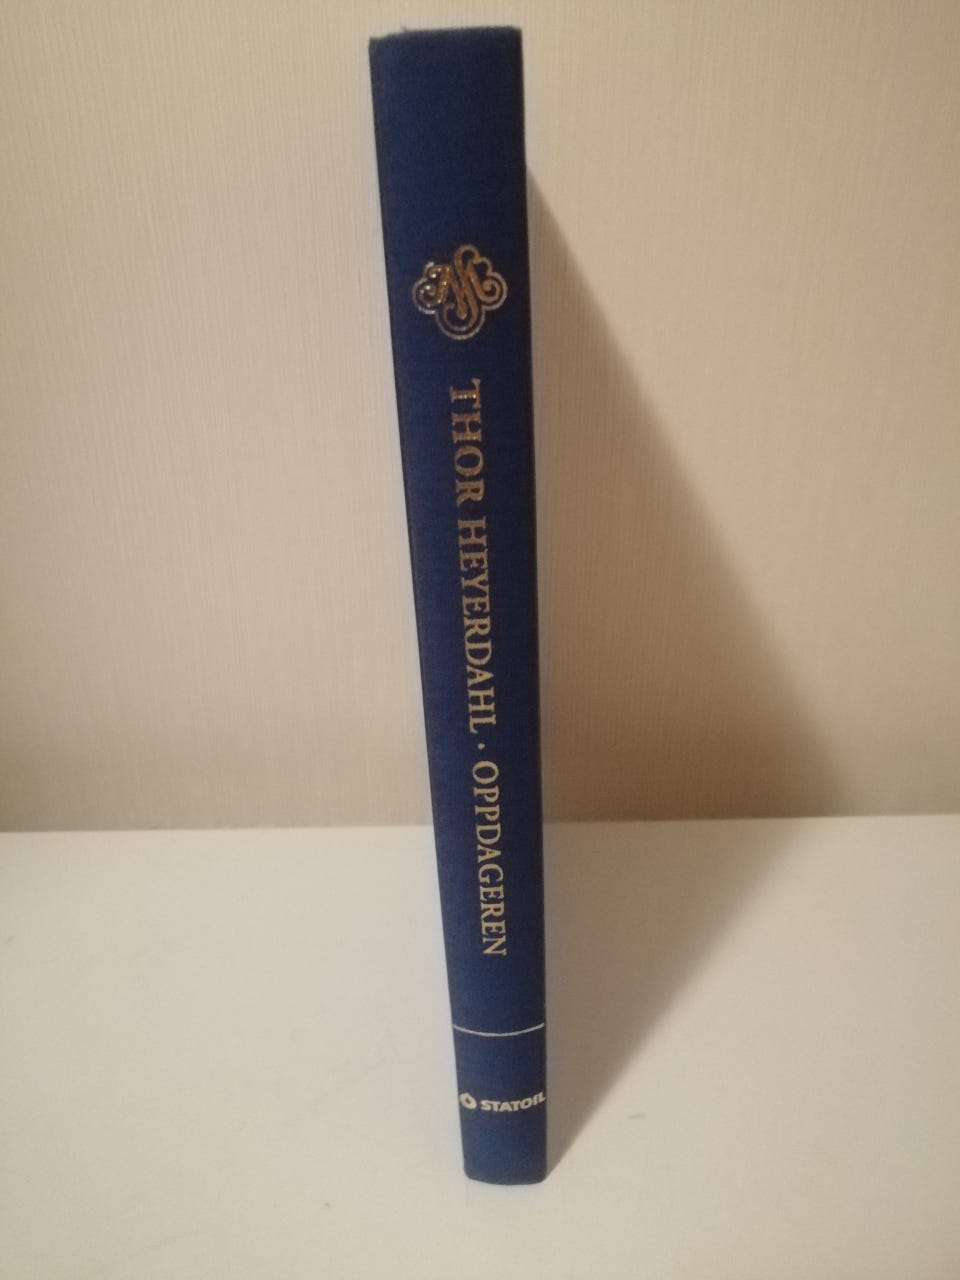 THOR HEYERDAHL · OPPDAGEREN
STATOIL